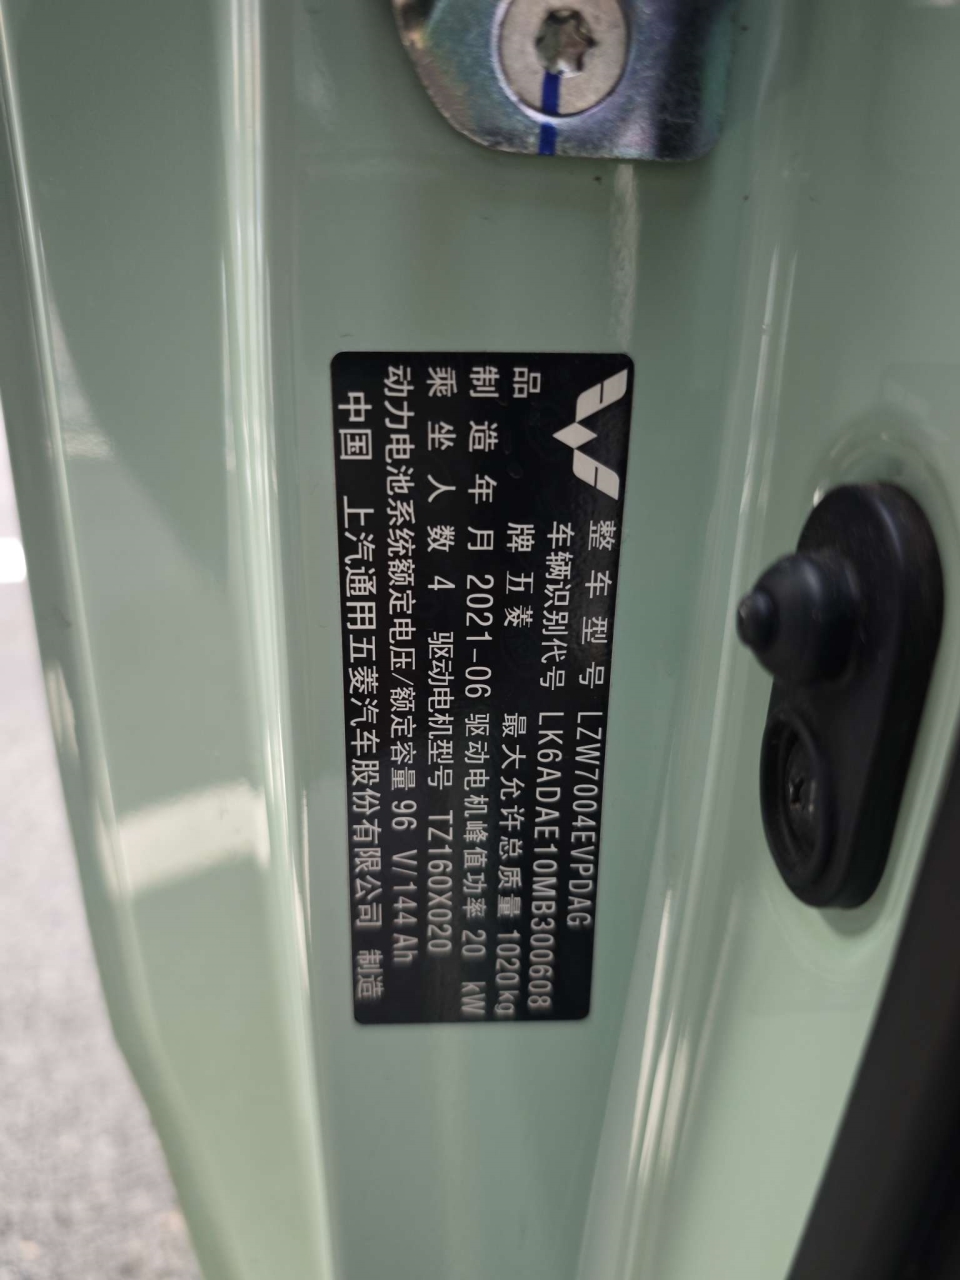 整车型号 LZW7004EVPDAG
车辆识别代号 LK6ADAE10MB300608
品牌 五菱 最大允许总质量 1020kg
制造年月 2021-06 驱动电机峰值功率 20 kW
乘坐人数 4 驱动电机型号 TZ160X020
动力电池系统额定电压/额定容量 96 V/144 Ah
中国 上汽通用五菱汽车股份有限公司 制造